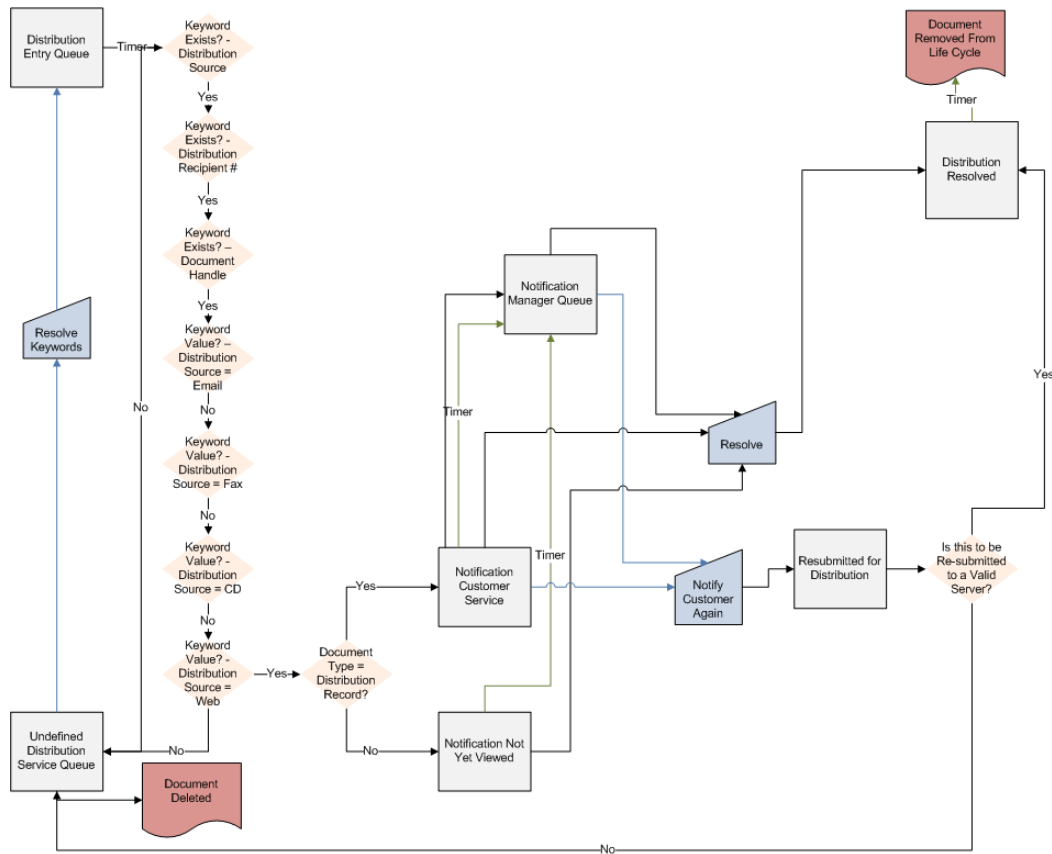 Distribution
Entry Queue
Timer
Keyword
Exists? -
Distribution
Source
Yes
Keyword
Exists? -
Distribution
Recipient #
Yes
Keyword
Exists? –
Document
Handle
Yes
Keyword
Value? –
Distribution
Source =
Email
No
Keyword
Value? -
Distribution
Source = Fax
No
Keyword
Value? -
Distribution
Source = CD
No
Keyword
Value? -
Distribution
Source =
Web
Yes
No
No
Resolve
Keywords
Undefined
Distribution
Service Queue
Document
Deleted
Document
Type =
Distribution
Record?
Yes
No
Notification
Customer
Service
Notification Not
Yet Viewed
Timer
Timer
Notification
Manager Queue
Resolve
Notify
Customer
Again
Resubmitted for
Distribution
Is this to be
Re-submitted
to a Valid
Server?
Yes
No
Distribution
Resolved
Timer
Document
Removed From
Life Cycle